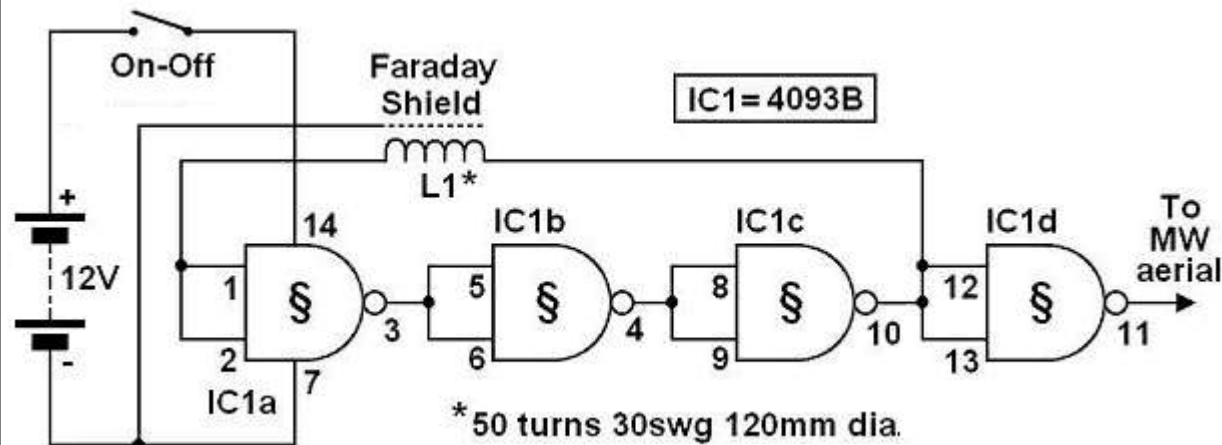 On-Off
Faraday
Shield
IC1= 4093B
L1*
+
12V
-
14
1
2
3
7
IC1a
§
IC1b
5
6
4
§
IC1c
8
9
10
§
IC1d
12
13
11
§
To
MW
aerial
*50 turns 30swg 120mm dia.